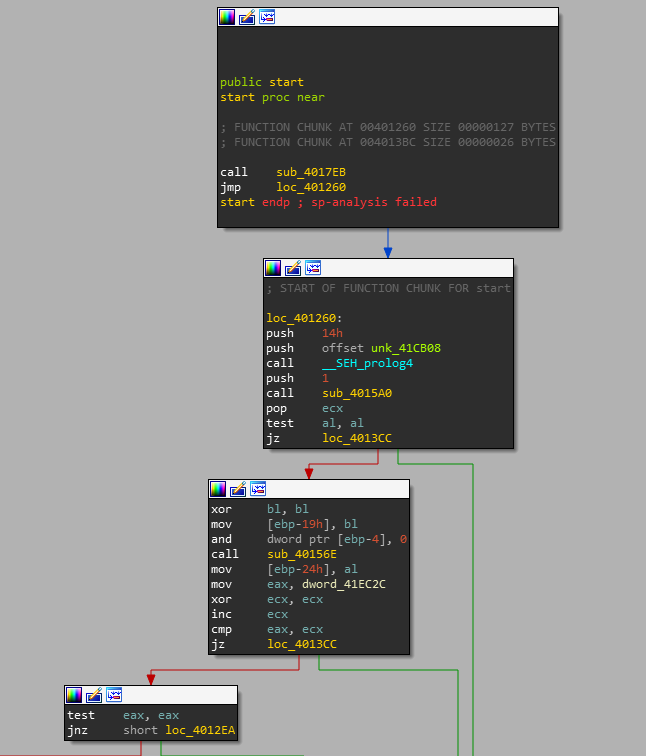 public start
start proc near
; FUNCTION CHUNK AT 00401260 SIZE 00000127 BYTES
; FUNCTION CHUNK AT 004013BC SIZE 00000026 BYTES
call sub_4017EB
jmp loc_401260
start endp ; sp-analysis failed
; START OF FUNCTION CHUNK FOR start
loc_401260:
push 14h
push offset unk_41CB08
call __SEH_prolog4
push 1
call sub_4015A0
pop ecx
test al, al
jz loc_4013CC
xor bl, bl
mov [ebp-19h], bl
and dword ptr [ebp-4], 0
call sub_40156E
mov [ebp-24h], al
mov eax, dword_41EC2C
xor ecx, ecx
inc ecx
cmp eax, ecx
jz loc_4013CC
test eax, eax
jnz short loc_4012EA